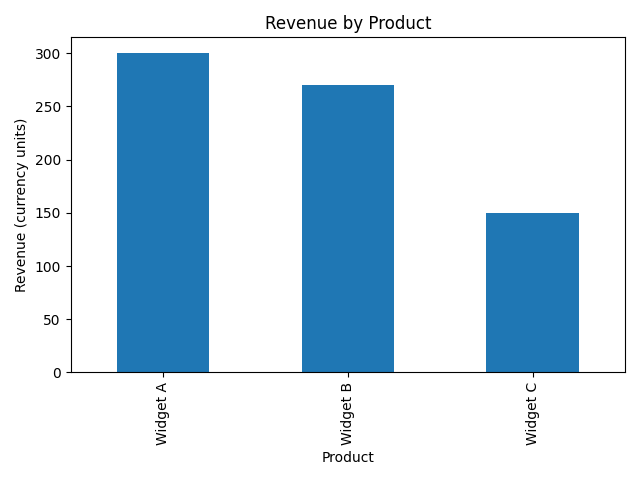 Revenue by Product
300
250
200
150
100
50
0
Revenue (currency units)
Widget A
Widget B
Widget C
Product